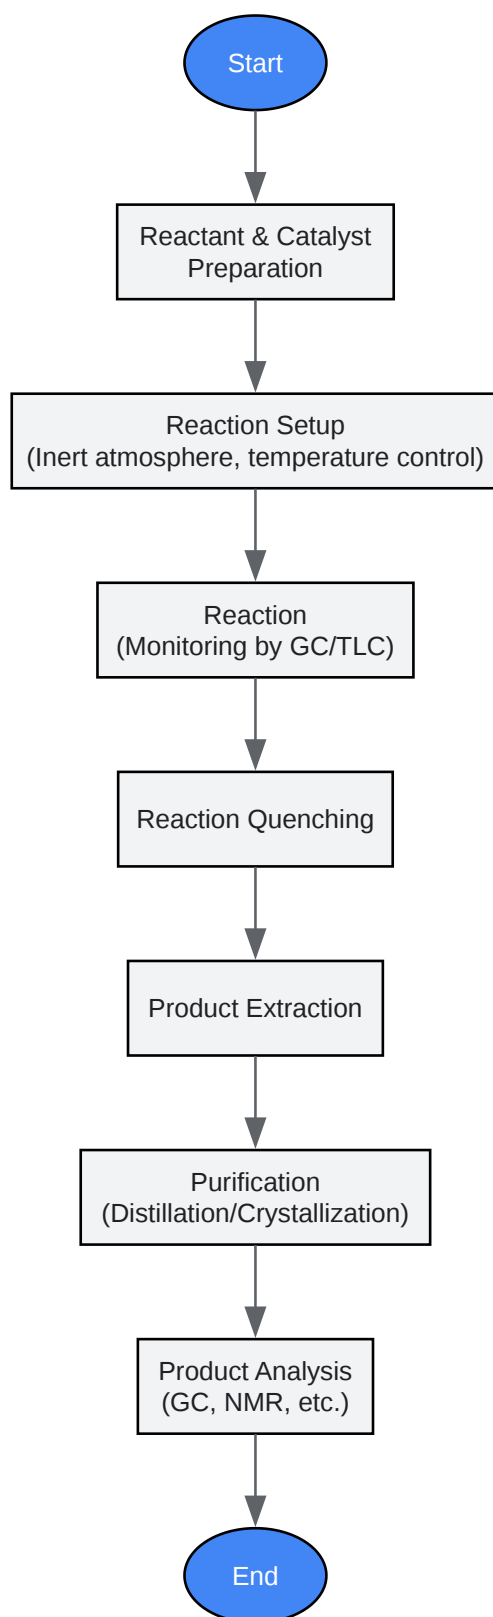 Start
Reactant & Catalyst
Preparation
Reaction Setup
(Inert atmosphere, temperature control)
Reaction
(Monitoring by GC/TLC)
Reaction Quenching
Product Extraction
Purification
(Distillation/Crystallization)
Product Analysis
(GC, NMR, etc.)
End